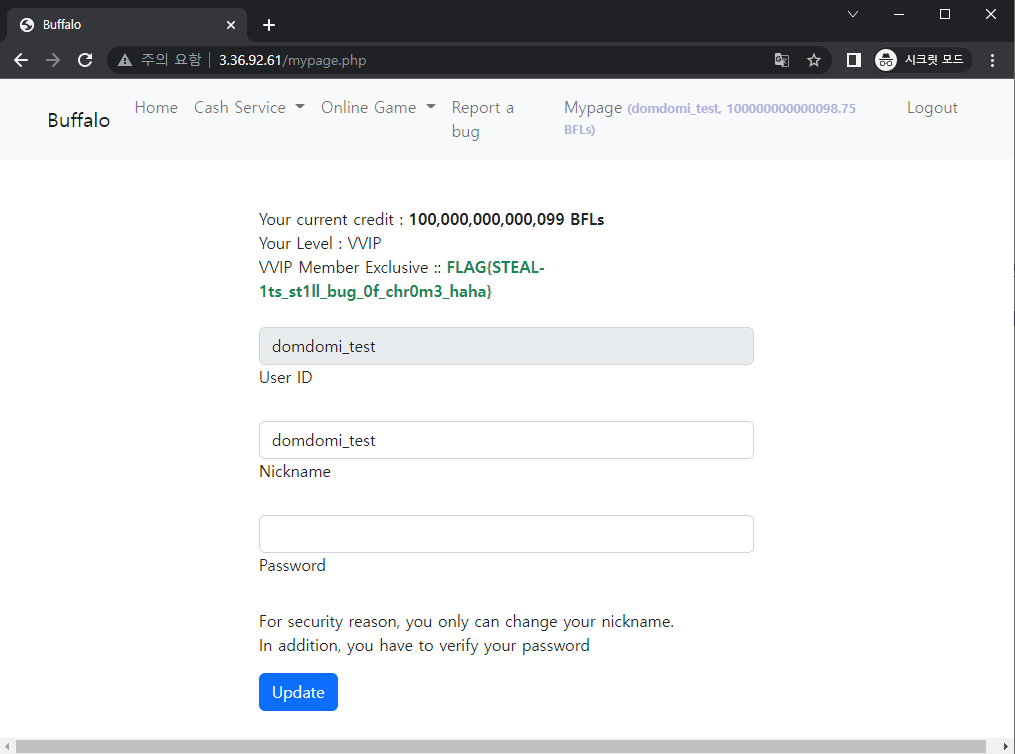 Buffalo
주의 요함 3.36.92.61/mypage.php 시크릿 모드
Buffalo
Home
Cash Service
Online Game
Report a
bug
Mypage (domdomi_test, 100000000000098.75
BFLs)
Logout
Your current credit : 100,000,000,000,099 BFLs
Your Level : VVIP
VVIP Member Exclusive :: FLAG{STEAL-
1ts_st1ll_bug_0f_chr0m3_haha}
domdomi_test
User ID
domdomi_test
Nickname
Password
For security reason, you only can change your nickname.
In addition, you have to verify your password
Update